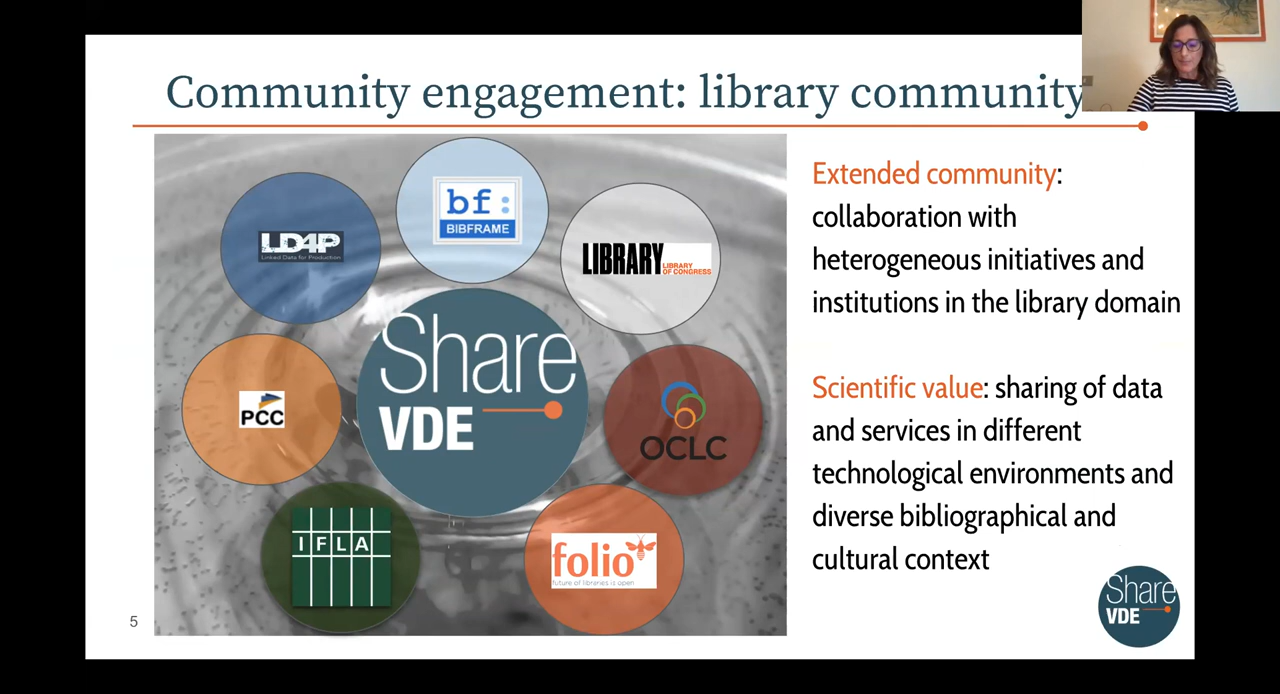 Community engagement: library community
LD4P
Linked Data for Production
bf:
BIBFRAME
LIBRARY
LIBRARY
OF CONGRESS
Share
VDE
PCC
OCLC
IFLA
folio
future of libraries is open
Extended community:
collaboration with
heterogeneous initiatives and
institutions in the library domain
Scientific value: sharing of data
and services in different
technological environments and
diverse bibliographical and
cultural context
5
Share
VDE